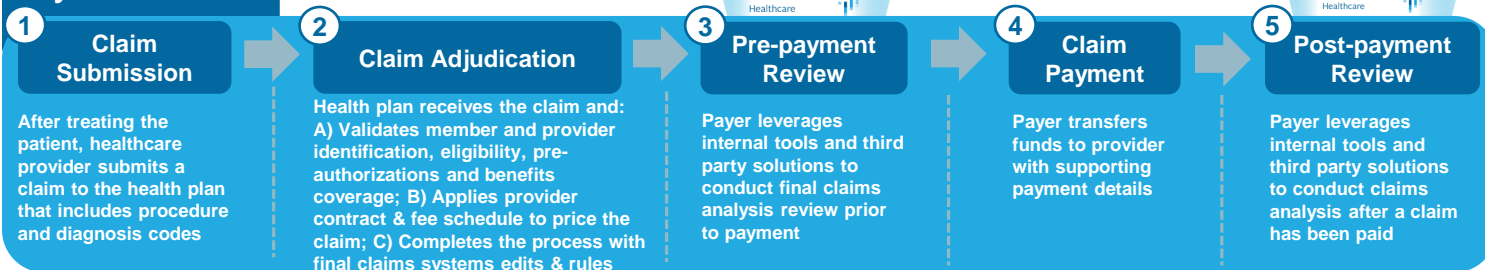 Healthcare
Healthcare
1
Claim
Submission
After treating the
patient, healthcare
provider submits a
claim to the health plan
that includes procedure
and diagnosis codes
2
Claim Adjudication
Health plan receives the claim and:
A) Validates member and provider
identification, eligibility, pre-
authorizations and benefits
coverage; B) Applies provider
contract & fee schedule to price the
claim; C) Completes the process with
final claims systems edits & rules
3
Pre-payment
Review
Payer leverages
internal tools and third
party solutions to
conduct final claims
analysis review prior
to payment
4
Claim
Payment
Payer transfers
funds to provider
with supporting
payment details
5
Post-payment
Review
Payer leverages
internal tools and
third party solutions
to conduct claims
analysis after a claim
has been paid